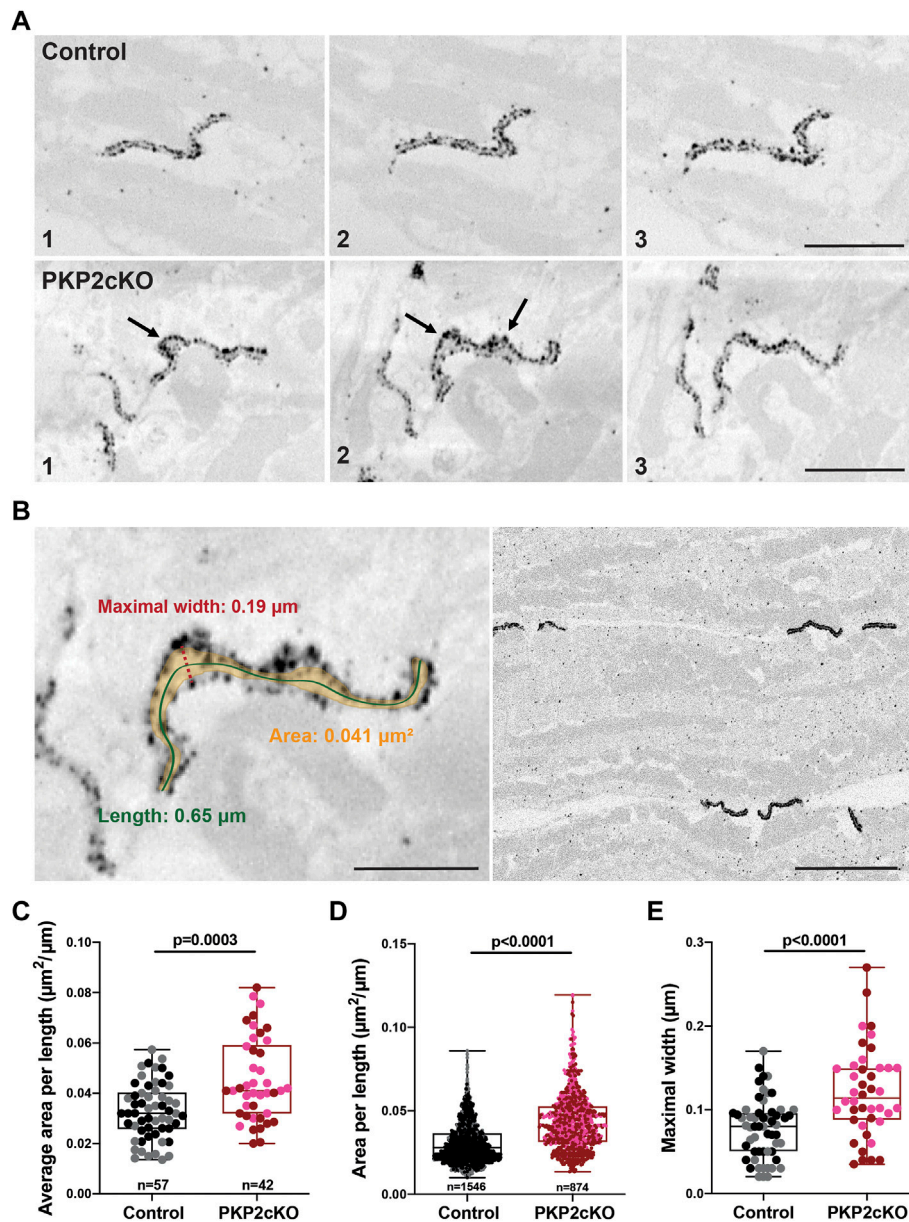 A
Control
1
2
3
PKP2cKO
1
2
3
B
Maximal width: 0.19 µm
Area: 0.041 µm²
Length: 0.65 µm
C
D
E
Average area per length (µm²/µm)
p=0.0003
0.10
0.08
0.06
0.04
0.02
0.00
n=57
n=42
Control
PKP2cKO
Area per length (µm²/µm)
p<0.0001
0.15
0.10
0.05
0.00
n=1546
n=874
Control
PKP2cKO
Maximal width (µm)
p<0.0001
0.3
0.2
0.1
0.0
Control
PKP2cKO